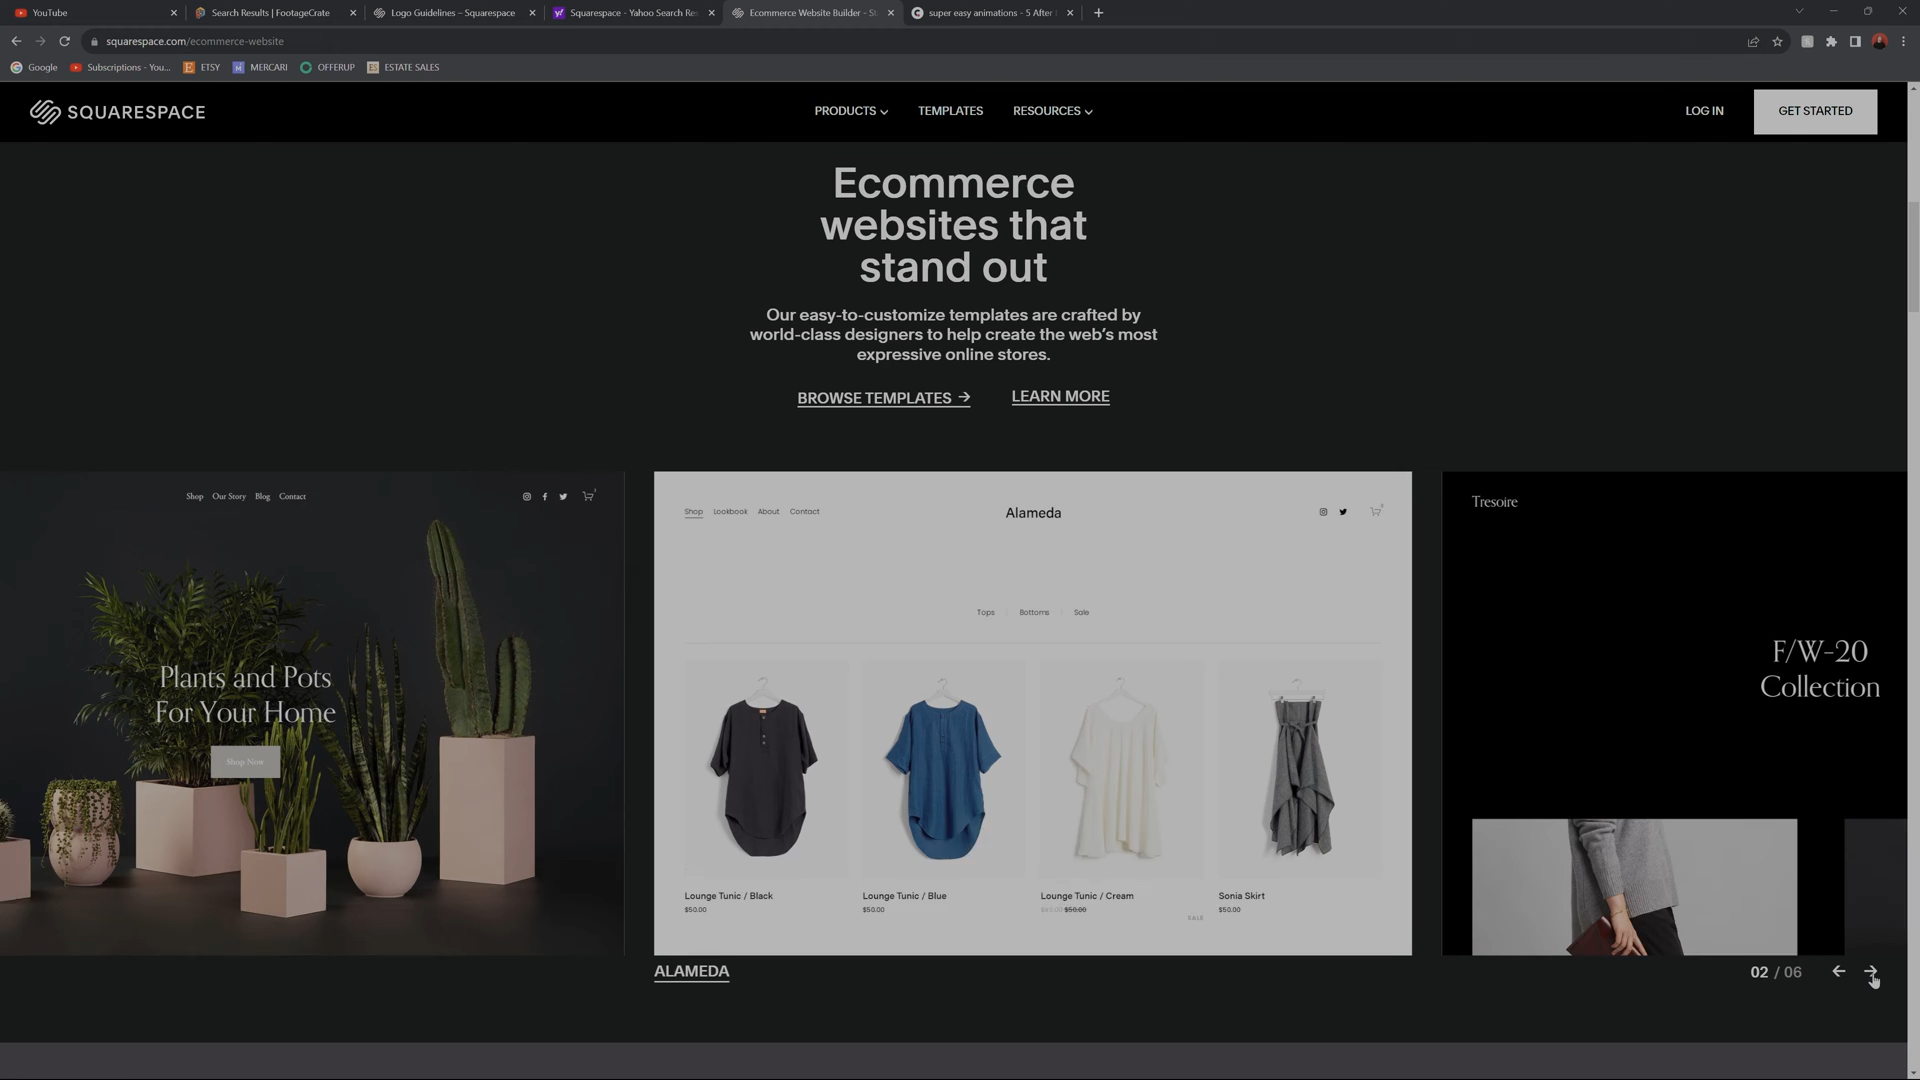 YouTube
Search Results | FootageCrate
Logo Guidelines – Squarespace
Squarespace - Yahoo Search Res
Ecommerce Website Builder - St
super easy animations - 5 After
squarespace.com/ecommerce-website
Google
Subscriptions - You...
ETSY
MERCARI
OFFERUP
ES
ESTATE SALES
SQUARESPACE
PRODUCTS
TEMPLATES
RESOURCES
LOG IN
GET STARTED
Ecommerce
websites that
stand out
Our easy-to-customize templates are crafted by
world-class designers to help create the web's most
expressive online stores.
BROWSE TEMPLATES →
LEARN MORE
Shop Our Story Blog Contact
Plants and Pots
For Your Home
Shop Now
Shop Lookbook About Contact
Alameda
Tops Bottoms Sale
Lounge Tunic / Black
$50.00
Lounge Tunic / Blue
$50.00
Lounge Tunic / Cream
$50.00
SALE
Sonia Skirt
$50.00
Tresoire
F/W-20
Collection
ALAMEDA
02 / 06